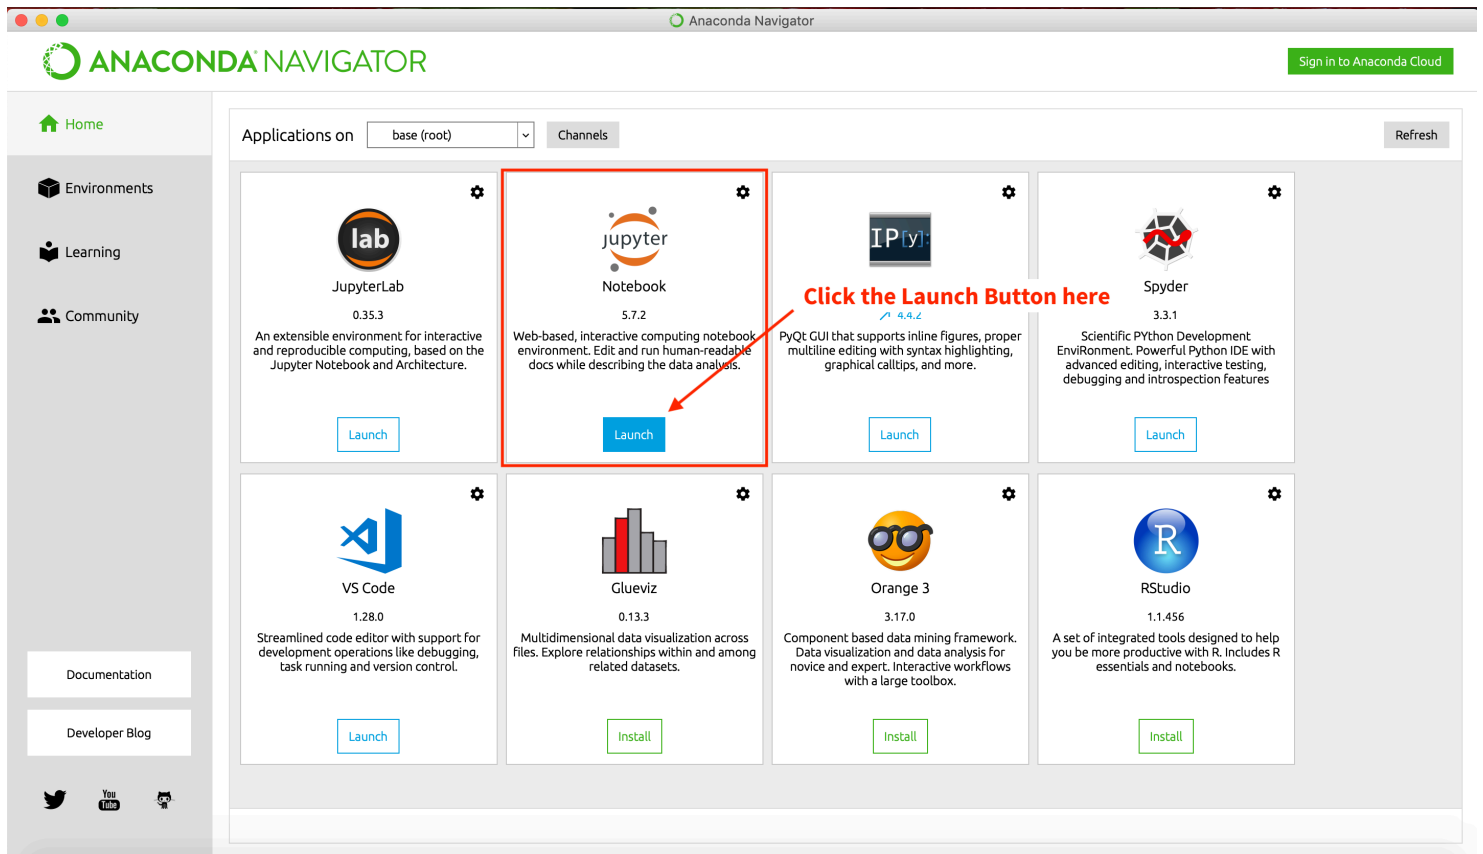 Anaconda Navigator
ANACONDA NAVIGATOR
Sign in to Anaconda Cloud
Home
Environments
Learning
Community
Documentation
Developer Blog
You
Tube
Applications on
base (root)
Channels
Refresh
lab
JupyterLab
0.35.3
An extensible environment for interactive
and reproducible computing, based on the
Jupyter Notebook and Architecture.
Launch
jupyter
Notebook
5.7.2
Web-based, interactive computing notebook
environment. Edit and run human-readable
docs while describing the data analysis.
Launch
Click the Launch Button here
IP[y]:
4.4.2
PyQt GUI that supports inline figures, proper
multiline editing with syntax highlighting,
graphical calltips, and more.
Launch
Spyder
3.3.1
Scientific PYthon Development
EnviRonment. Powerful Python IDE with
advanced editing, interactive testing,
debugging and introspection features
Launch
VS Code
1.28.0
Streamlined code editor with support for
development operations like debugging,
task running and version control.
Launch
Glueviz
0.13.3
Multidimensional data visualization across
files. Explore relationships within and among
related datasets.
Install
Orange 3
3.17.0
Component based data mining framework.
Data visualization and data analysis for
novice and expert. Interactive workflows
with a large toolbox.
Install
R
RStudio
1.1.456
A set of integrated tools designed to help
you be more productive with R. Includes R
essentials and notebooks.
Install